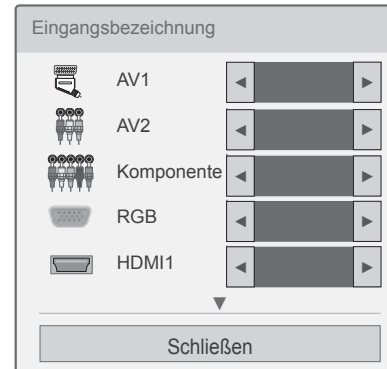 Eingangsbezeichnung
AV1
AV2
Komponente
RGB
HDMI1
Schließen